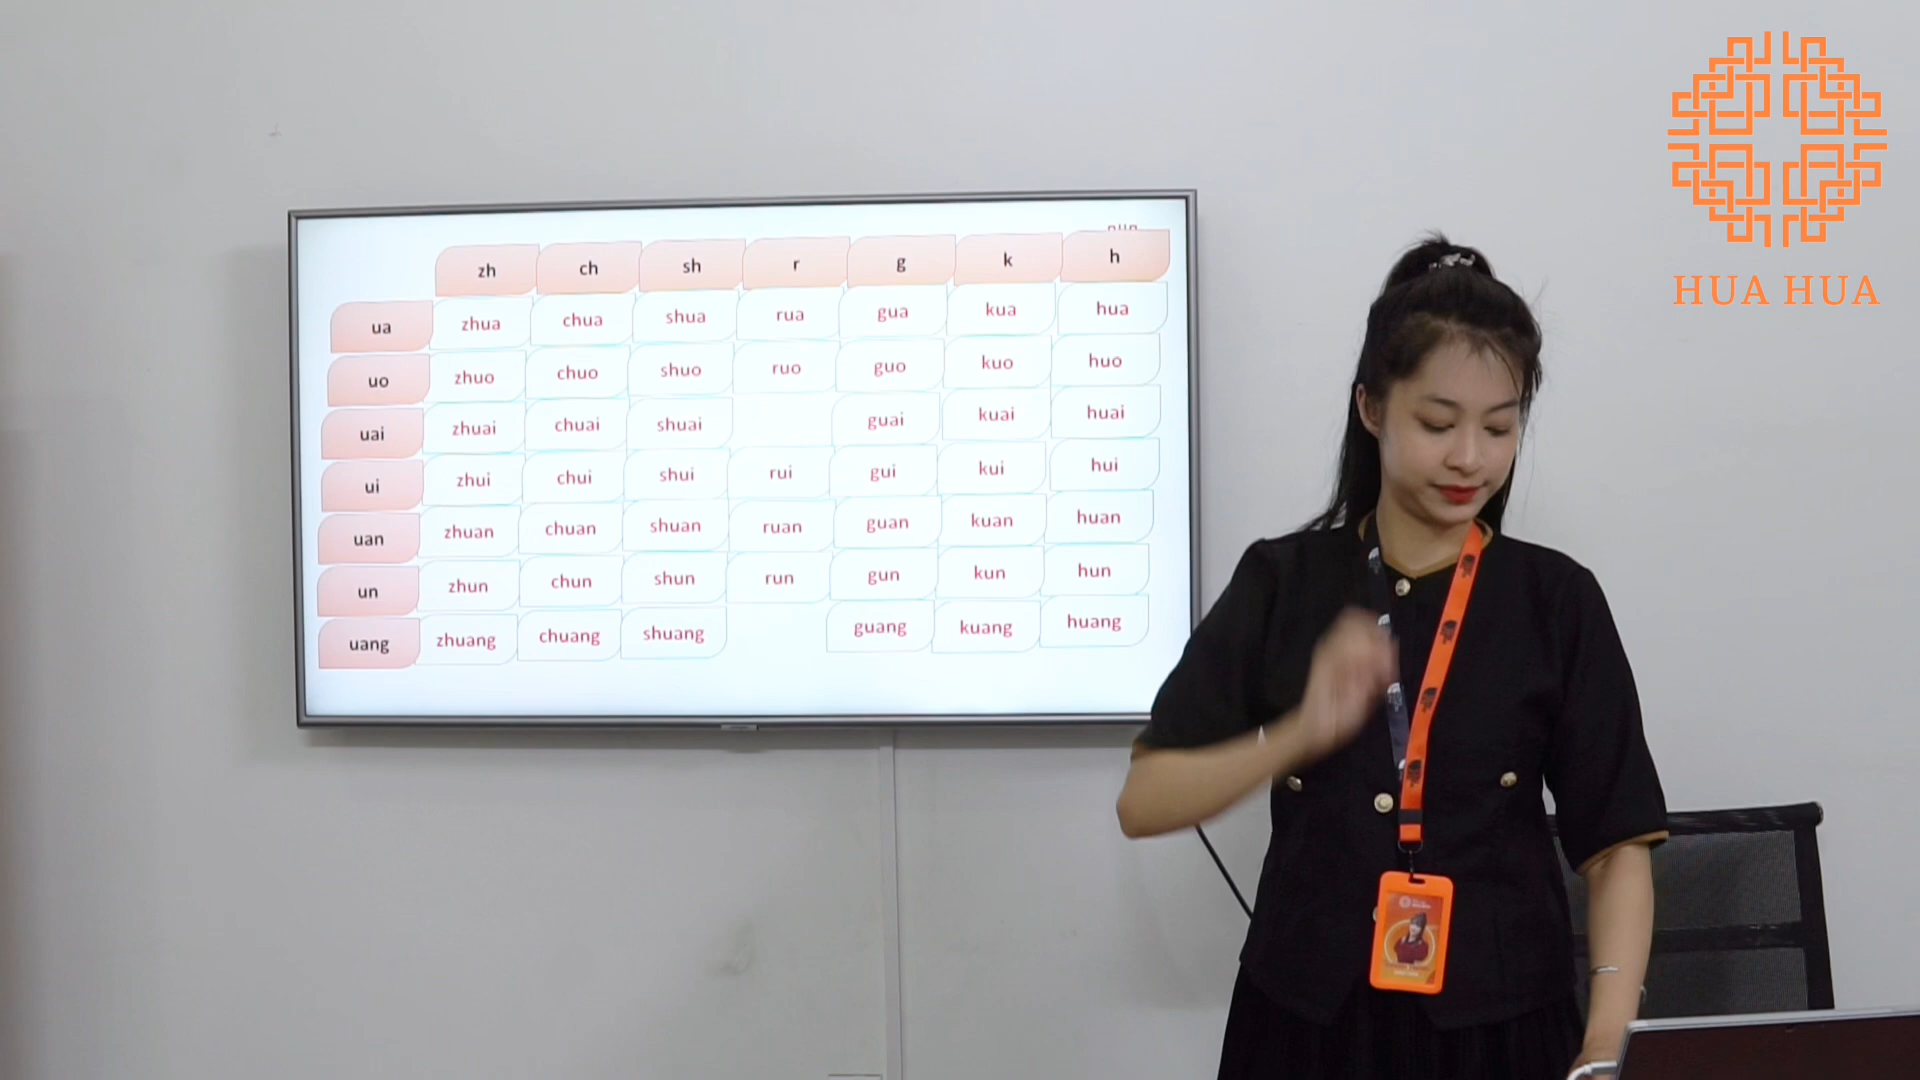 HUA HUA
zh ch sh r g k h
ua zhua chua shua rua gua kua hua
uo zhuo chuo shuo ruo guo kuo huo
uai zhuai chuai shuai guai kuai huai
ui zhui chui shui rui gui kui hui
uan zhuan chuan shuan ruan guan kuan huan
un zhun chun shun run gun kun hun
uang zhuang chuang shuang guang kuang huang